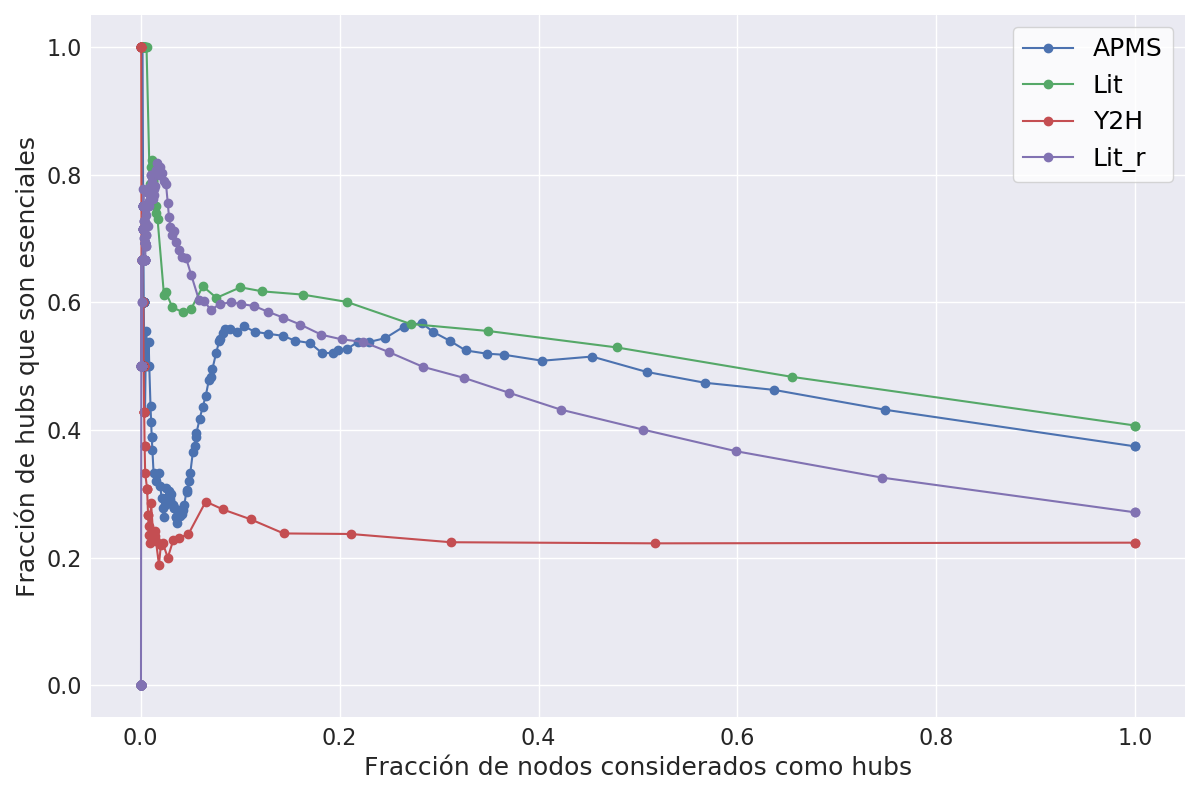 1.0
0.8
0.6
0.4
0.2
0.0
Fracción de hubs que son esenciales
APMS
Lit
Y2H
Lit_r
0.0 0.2 0.4 0.6 0.8 1.0
Fracción de nodos considerados como hubs